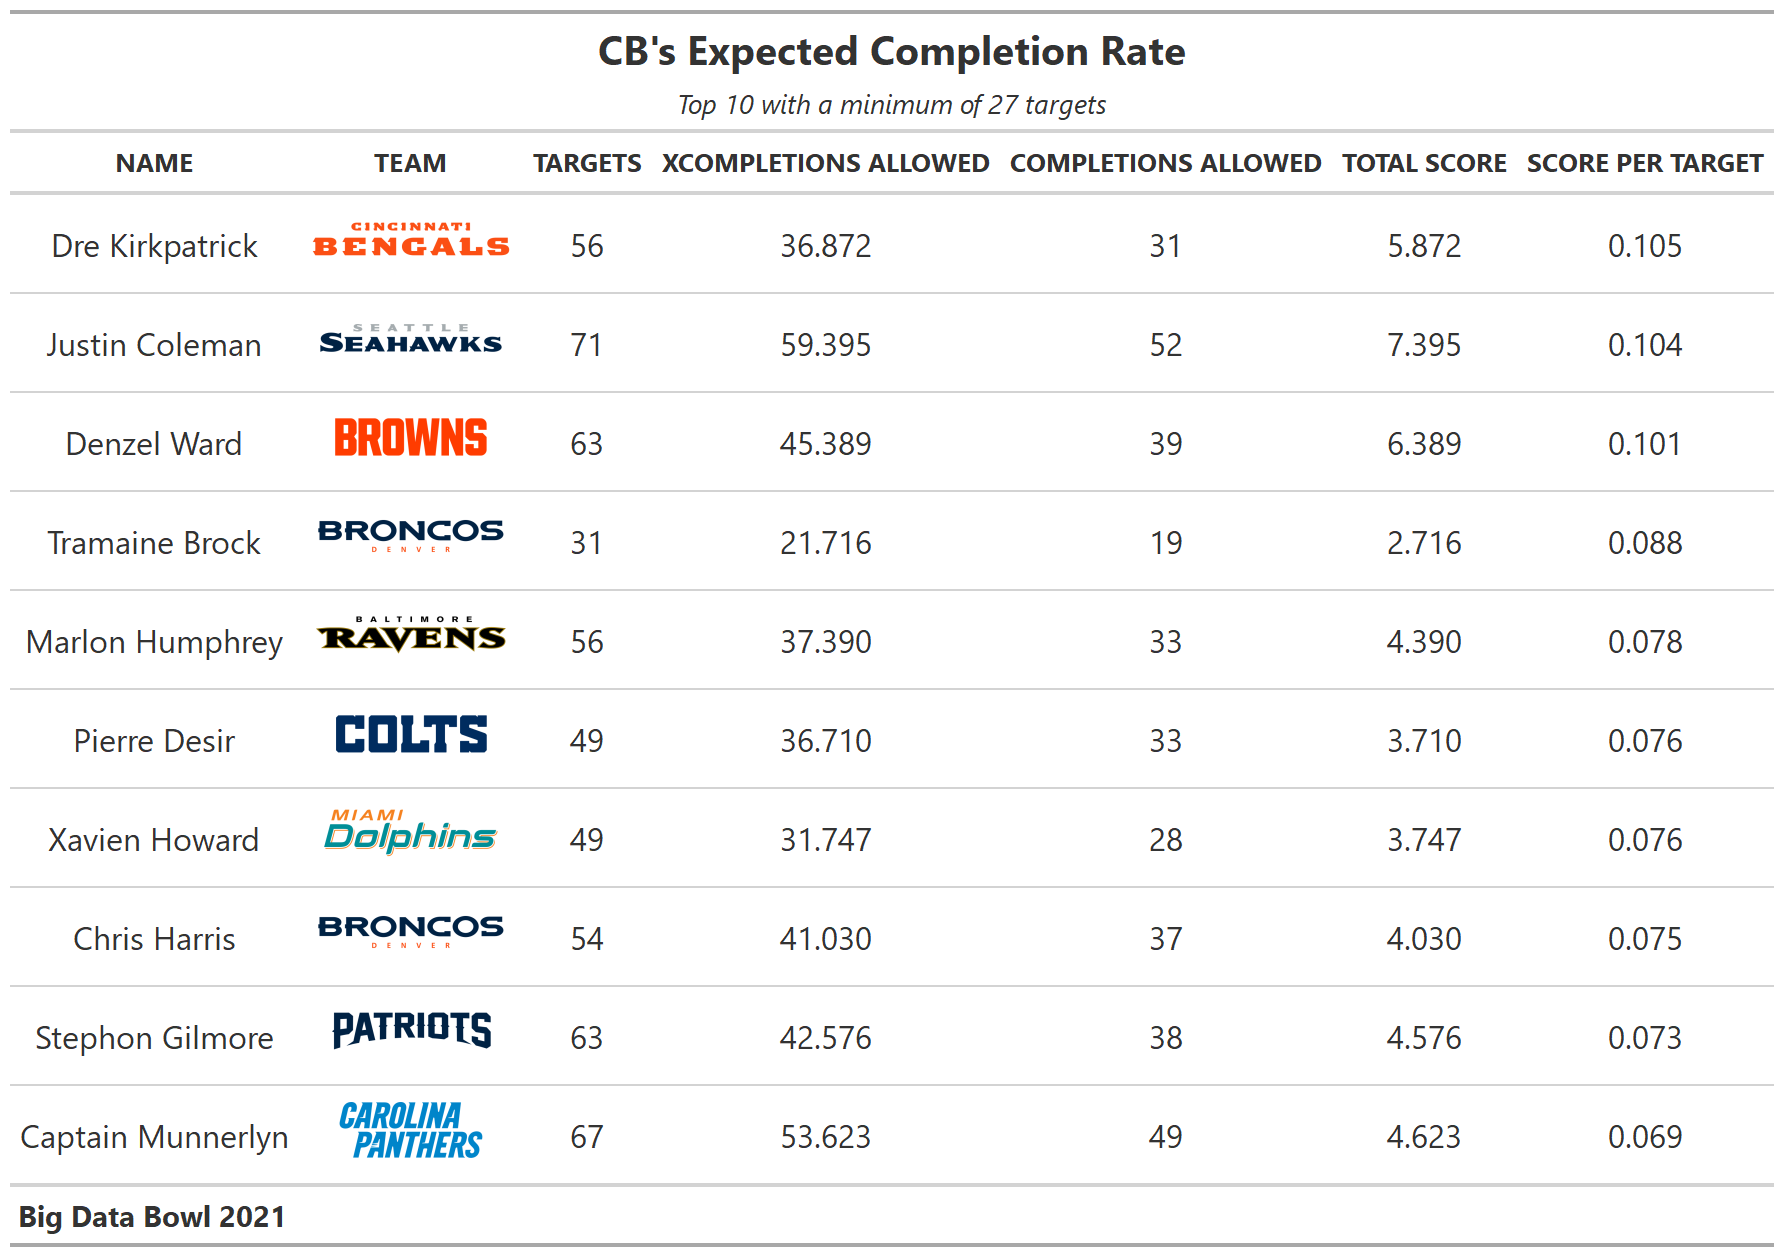 CB's Expected Completion Rate
Top 10 with a minimum of 27 targets
NAME TEAM TARGETS XCOMPLETIONS ALLOWED COMPLETIONS ALLOWED TOTAL SCORE SCORE PER TARGET
Dre Kirkpatrick CINCINNATI BENGALS 56 36.872 31 5.872 0.105
Justin Coleman SEATTLE SEAHAWKS 71 59.395 52 7.395 0.104
Denzel Ward BROWNS 63 45.389 39 6.389 0.101
Tramaine Brock BRONCOS DENVER 31 21.716 19 2.716 0.088
Marlon Humphrey BALTIMORE RAVENS 56 37.390 33 4.390 0.078
Pierre Desir COLTS 49 36.710 33 3.710 0.076
Xavien Howard MIAMI Dolphins 49 31.747 28 3.747 0.076
Chris Harris BRONCOS DENVER 54 41.030 37 4.030 0.075
Stephon Gilmore PATRIOTS 63 42.576 38 4.576 0.073
Captain Munnerlyn CAROLINA PANTHERS 67 53.623 49 4.623 0.069
Big Data Bowl 2021